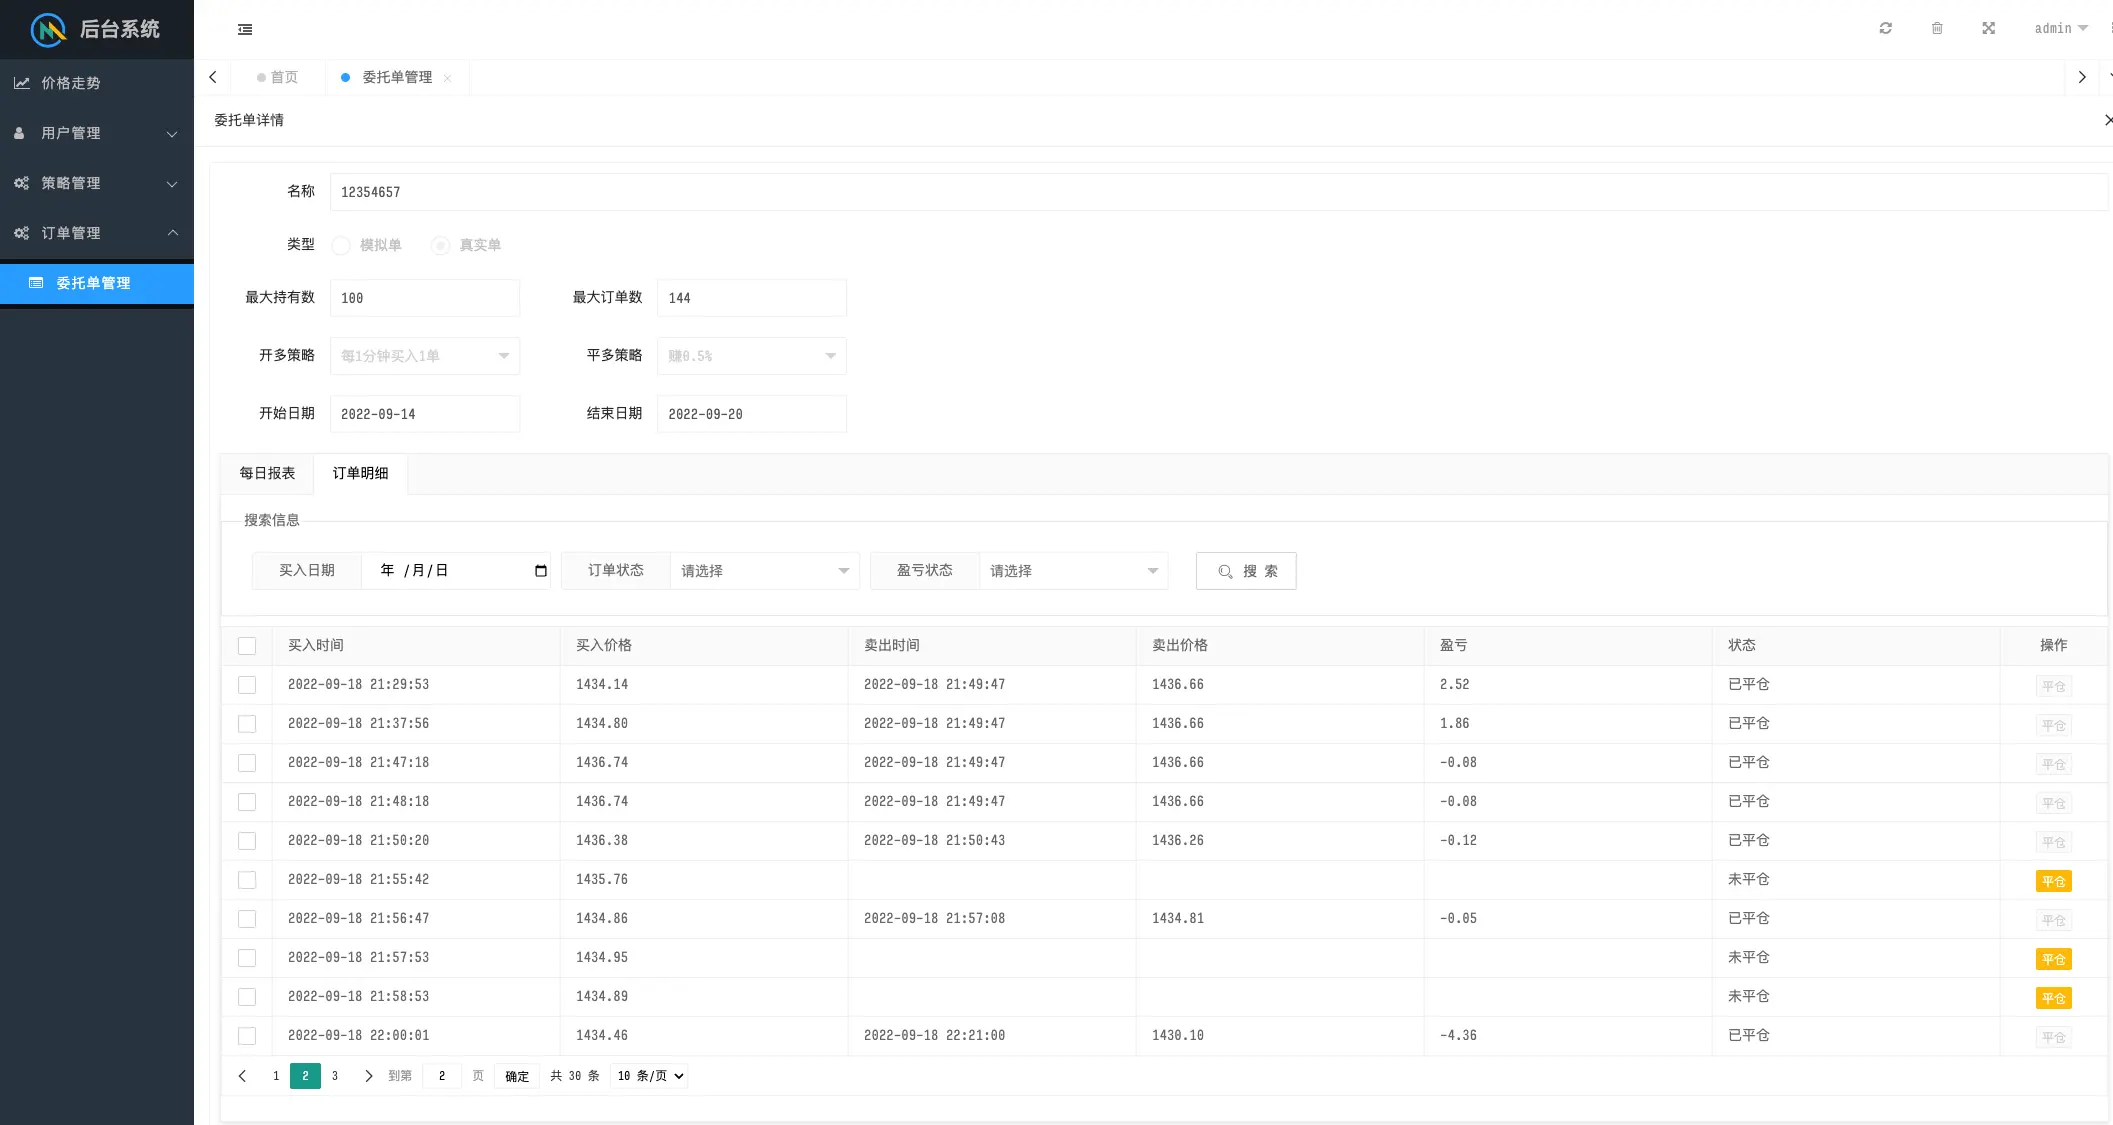 后台系统
admin
价格走势
用户管理
策略管理
订单管理
委托单管理
首页 委托单管理
委托单详情
名称 12354657
类型 模拟单 真实单
最大持有数 100 最大订单数 144
开多策略 每1分钟买入1单 平多策略 赚0.5%
开始日期 2022-09-14 结束日期 2022-09-20
每日报表 订单明细
搜索信息
买入日期 年 /月/日 订单状态 请选择 盈亏状态 请选择 搜 索
买入时间 买入价格 卖出时间 卖出价格 盈亏 状态 操作
2022-09-18 21:29:53 1434.14 2022-09-18 21:49:47 1436.66 2.52 已平仓 平仓
2022-09-18 21:37:56 1434.80 2022-09-18 21:49:47 1436.66 1.86 已平仓 平仓
2022-09-18 21:47:18 1436.74 2022-09-18 21:49:47 1436.66 -0.08 已平仓 平仓
2022-09-18 21:48:18 1436.74 2022-09-18 21:49:47 1436.66 -0.08 已平仓 平仓
2022-09-18 21:50:20 1436.38 2022-09-18 21:50:43 1436.26 -0.12 已平仓 平仓
2022-09-18 21:55:42 1435.76 未平仓 平仓
2022-09-18 21:56:47 1434.86 2022-09-18 21:57:08 1434.81 -0.05 已平仓 平仓
2022-09-18 21:57:53 1434.95 未平仓 平仓
2022-09-18 21:58:53 1434.89 未平仓 平仓
2022-09-18 22:00:01 1434.46 2022-09-18 22:21:00 1430.10 -4.36 已平仓 平仓
1 2 3 到第 2 页 确定 共 30 条 10 条/页